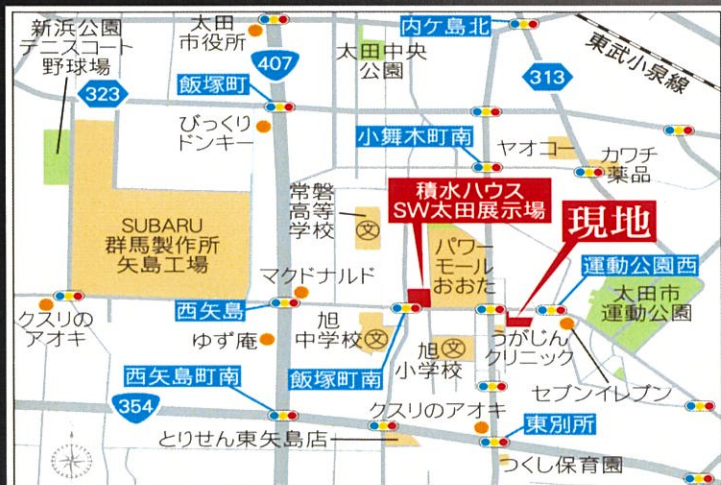 新浜公園
テニスコート
野球場
太田
市役所
407
内ケ島北
東武小泉線
太田中央
公園
313
323
飯塚町
びっくり
ドンキー
小舞木町南
ヤオコー
カワチ
薬品
常磐
高等
学校
文
積水ハウス
SW太田展示場
現地
SUBARU
群馬製作所
矢島工場
パワー
モール
おおた
運動公園西
マクドナルド
太田市
運動公園
クスリの
アオキ
西矢島
ゆず庵
旭
中学校
文
飯塚町南
旭
小学校
文
うがじん
クリニック
セブンイレブン
西矢島町南
354
クスリのアオキ
東別所
とりせん東矢島店
つくし保育園